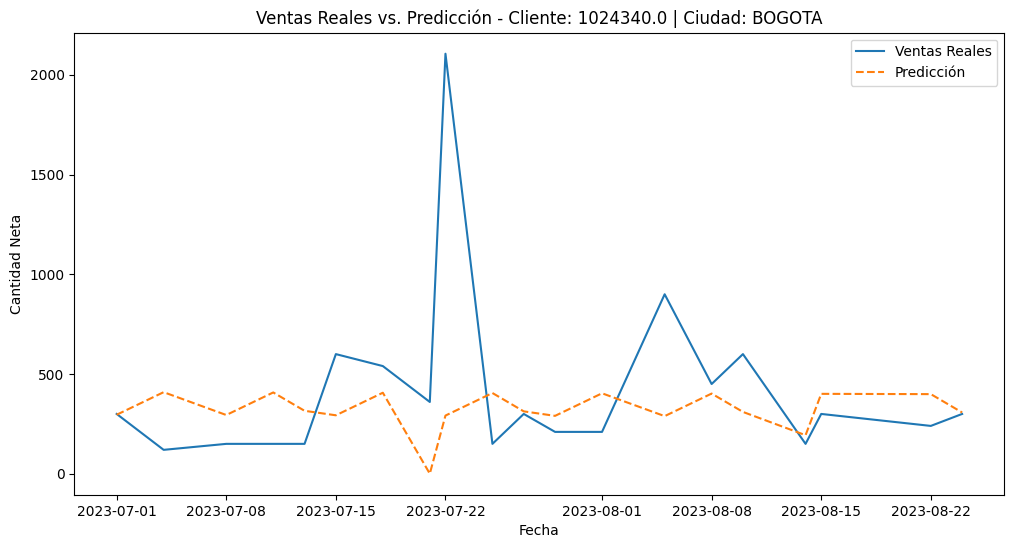 Ventas Reales vs. Predicción - Cliente: 1024340.0 | Ciudad: BOGOTA
Ventas Reales
Predicción
Cantidad Neta
2000
1500
1000
500
0
2023-07-01 2023-07-08 2023-07-15 2023-07-22 2023-08-01 2023-08-08 2023-08-15 2023-08-22
Fecha